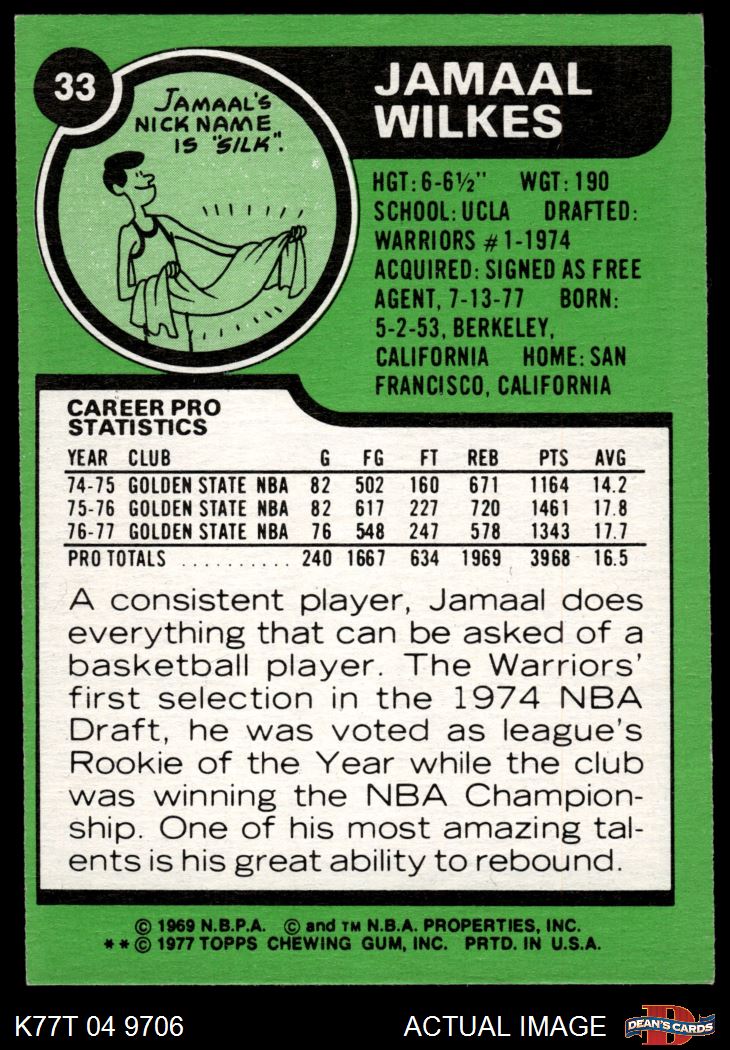 33
JAMAAL'S
NICKNAME
IS "SILK".
JAMAAL
WILKES
HGT: 6-6½" WGT: 190
SCHOOL: UCLA DRAFTED:
WARRIORS #1-1974
ACQUIRED: SIGNED AS FREE
AGENT, 7-13-77 BORN:
5-2-53, BERKELEY,
CALIFORNIA HOME: SAN
FRANCISCO, CALIFORNIA
CAREER PRO
STATISTICS
YEAR CLUB G FG FT REB PTS AVG
74-75 GOLDEN STATE NBA 82 502 160 671 1164 14.2
75-76 GOLDEN STATE NBA 82 617 227 720 1461 17.8
76-77 GOLDEN STATE NBA 76 548 247 578 1343 17.7
PRO TOTALS .......... 240 1667 634 1969 3968 16.5
A consistent player, Jamaal does
everything that can be asked of a
basketball player. The Warriors'
first selection in the 1974 NBA
Draft, he was voted as league's
Rookie of the Year while the club
was winning the NBA Champion-
ship. One of his most amazing tal-
ents is his great ability to rebound.
© 1969 N.B.P.A. © and TM N.B.A. PROPERTIES, INC.
**© 1977 TOPPS CHEWING GUM, INC. PRTD. IN U.S.A.
K77T 04 9706 ACTUAL IMAGE
D
DEAN'S CARDS